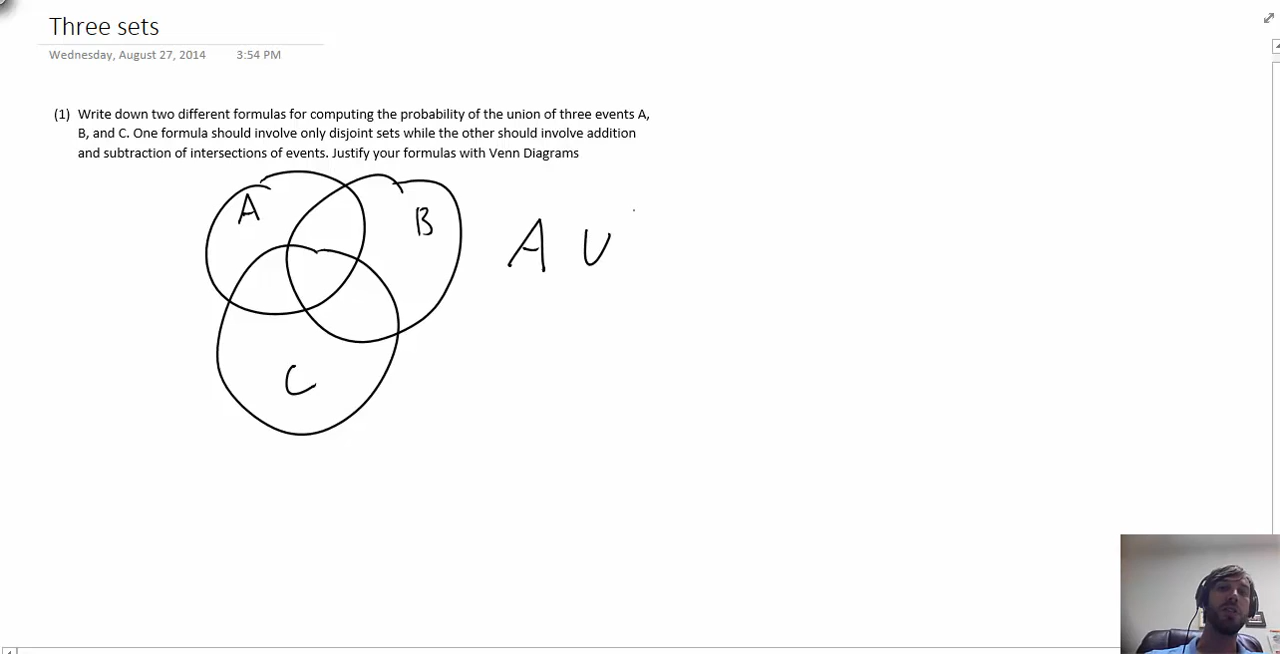 Three sets
Wednesday, August 27, 2014 3:54 PM
(1) Write down two different formulas for computing the probability of the union of three events A,
B, and C. One formula should involve only disjoint sets while the other should involve addition
and subtraction of intersections of events. Justify your formulas with Venn Diagrams
A
B
A ∪
C